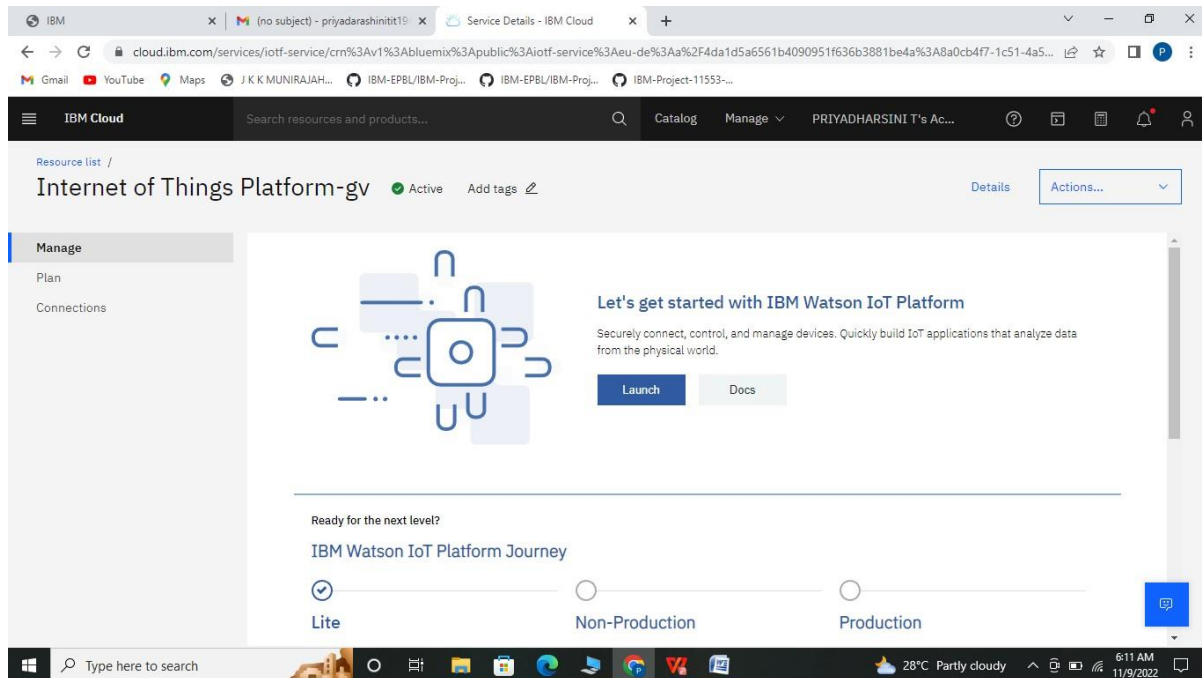 IBM
(no subject) - priyadarashinitit19
Service Details - IBM Cloud
cloud.ibm.com/services/iotf-service/crn%3Av1%3Abluemix%3Apublic%3Aiotf-service%3Aeu-de%3Aa%2F4da1d5a6561b4090951f636b3881be4a%3A8a0cb4f7-1c51-4a5...
P
Gmail YouTube Maps J K K MUNIRAJAH... IBM-EPBL/IBM-Proj... IBM-EPBL/IBM-Proj... IBM-Project-11553-...
IBM Cloud Search resources and products... Catalog Manage PRIYADHARSINI T's Ac...
Resource list /
Internet of Things Platform-gv Active Add tags Details Actions...
Manage
Plan
Connections
Let's get started with IBM Watson IoT Platform
Securely connect, control, and manage devices. Quickly build IoT applications that analyze data
from the physical world.
Launch Docs
Ready for the next level?
IBM Watson IoT Platform Journey
Lite Non-Production Production
Type here to search 28°C Partly cloudy 6:11 AM
11/9/2022